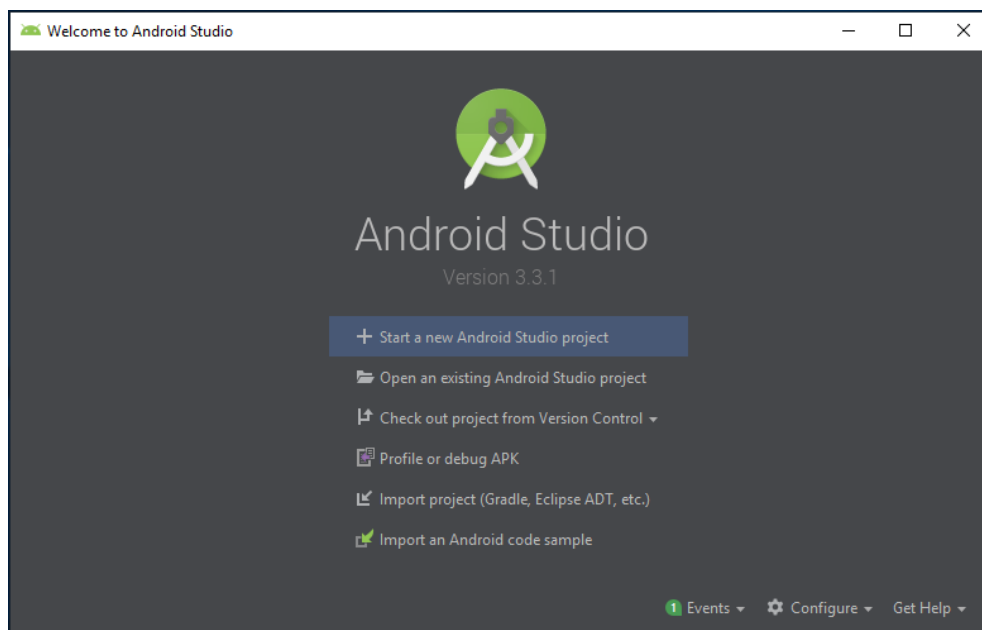 Welcome to Android Studio
Android Studio
Version 3.3.1
Start a new Android Studio project
Open an existing Android Studio project
Check out project from Version Control
Profile or debug APK
Import project (Gradle, Eclipse ADT, etc.)
Import an Android code sample
1 Events Configure Get Help